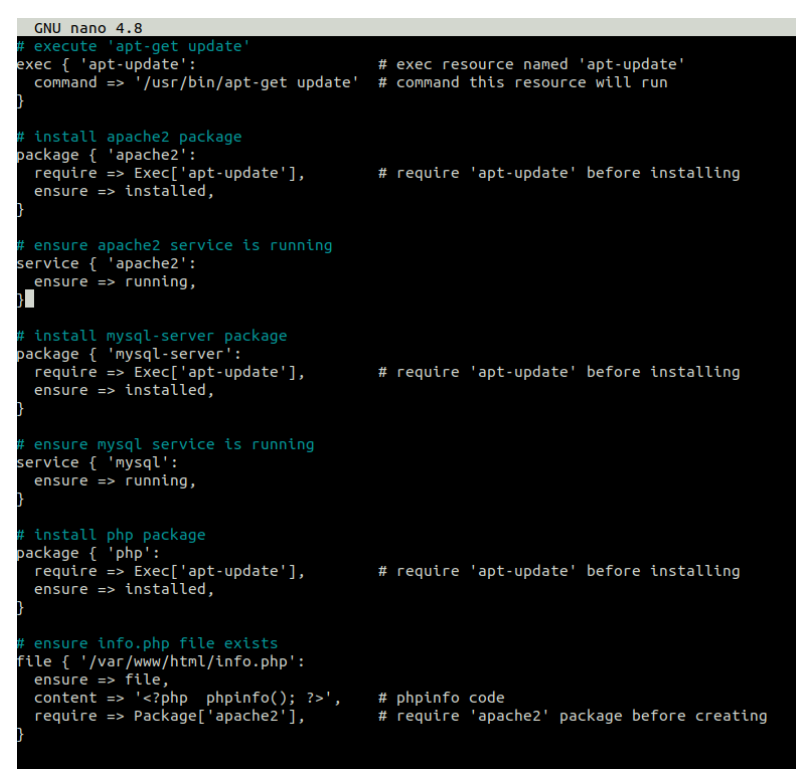 GNU nano 4.8
# execute 'apt-get update'
exec { 'apt-update':                    # exec resource named 'apt-update'
  command => '/usr/bin/apt-get update'  # command this resource will run
}
# install apache2 package
package { 'apache2':
  require => Exec['apt-update'],        # require 'apt-update' before installing
  ensure => installed,
}
# ensure apache2 service is running
service { 'apache2':
  ensure => running,
}
# install mysql-server package
package { 'mysql-server':
  require => Exec['apt-update'],        # require 'apt-update' before installing
  ensure => installed,
}
# ensure mysql service is running
service { 'mysql':
  ensure => running,
}
# install php package
package { 'php':
  require => Exec['apt-update'],        # require 'apt-update' before installing
  ensure => installed,
}
# ensure info.php file exists
file { '/var/www/html/info.php':
  ensure => file,
  content => '<?php  phpinfo(); ?>',    # phpinfo code
  require => Package['apache2'],        # require 'apache2' package before creating
}